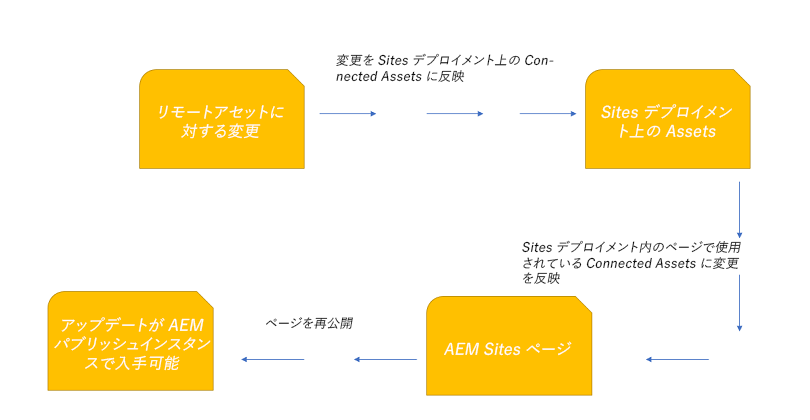 変更を Sites デプロイメント上の Con-
nected Assets に反映
リモートアセットに
対する変更
Sites デプロイメン
ト上の Assets
Sites デプロイメント内のページで使用
されている Connected Assets に変更
を反映
AEM Sites ページ
ページを再公開
アップデートが AEM
パブリッシュインスタン
スで入手可能